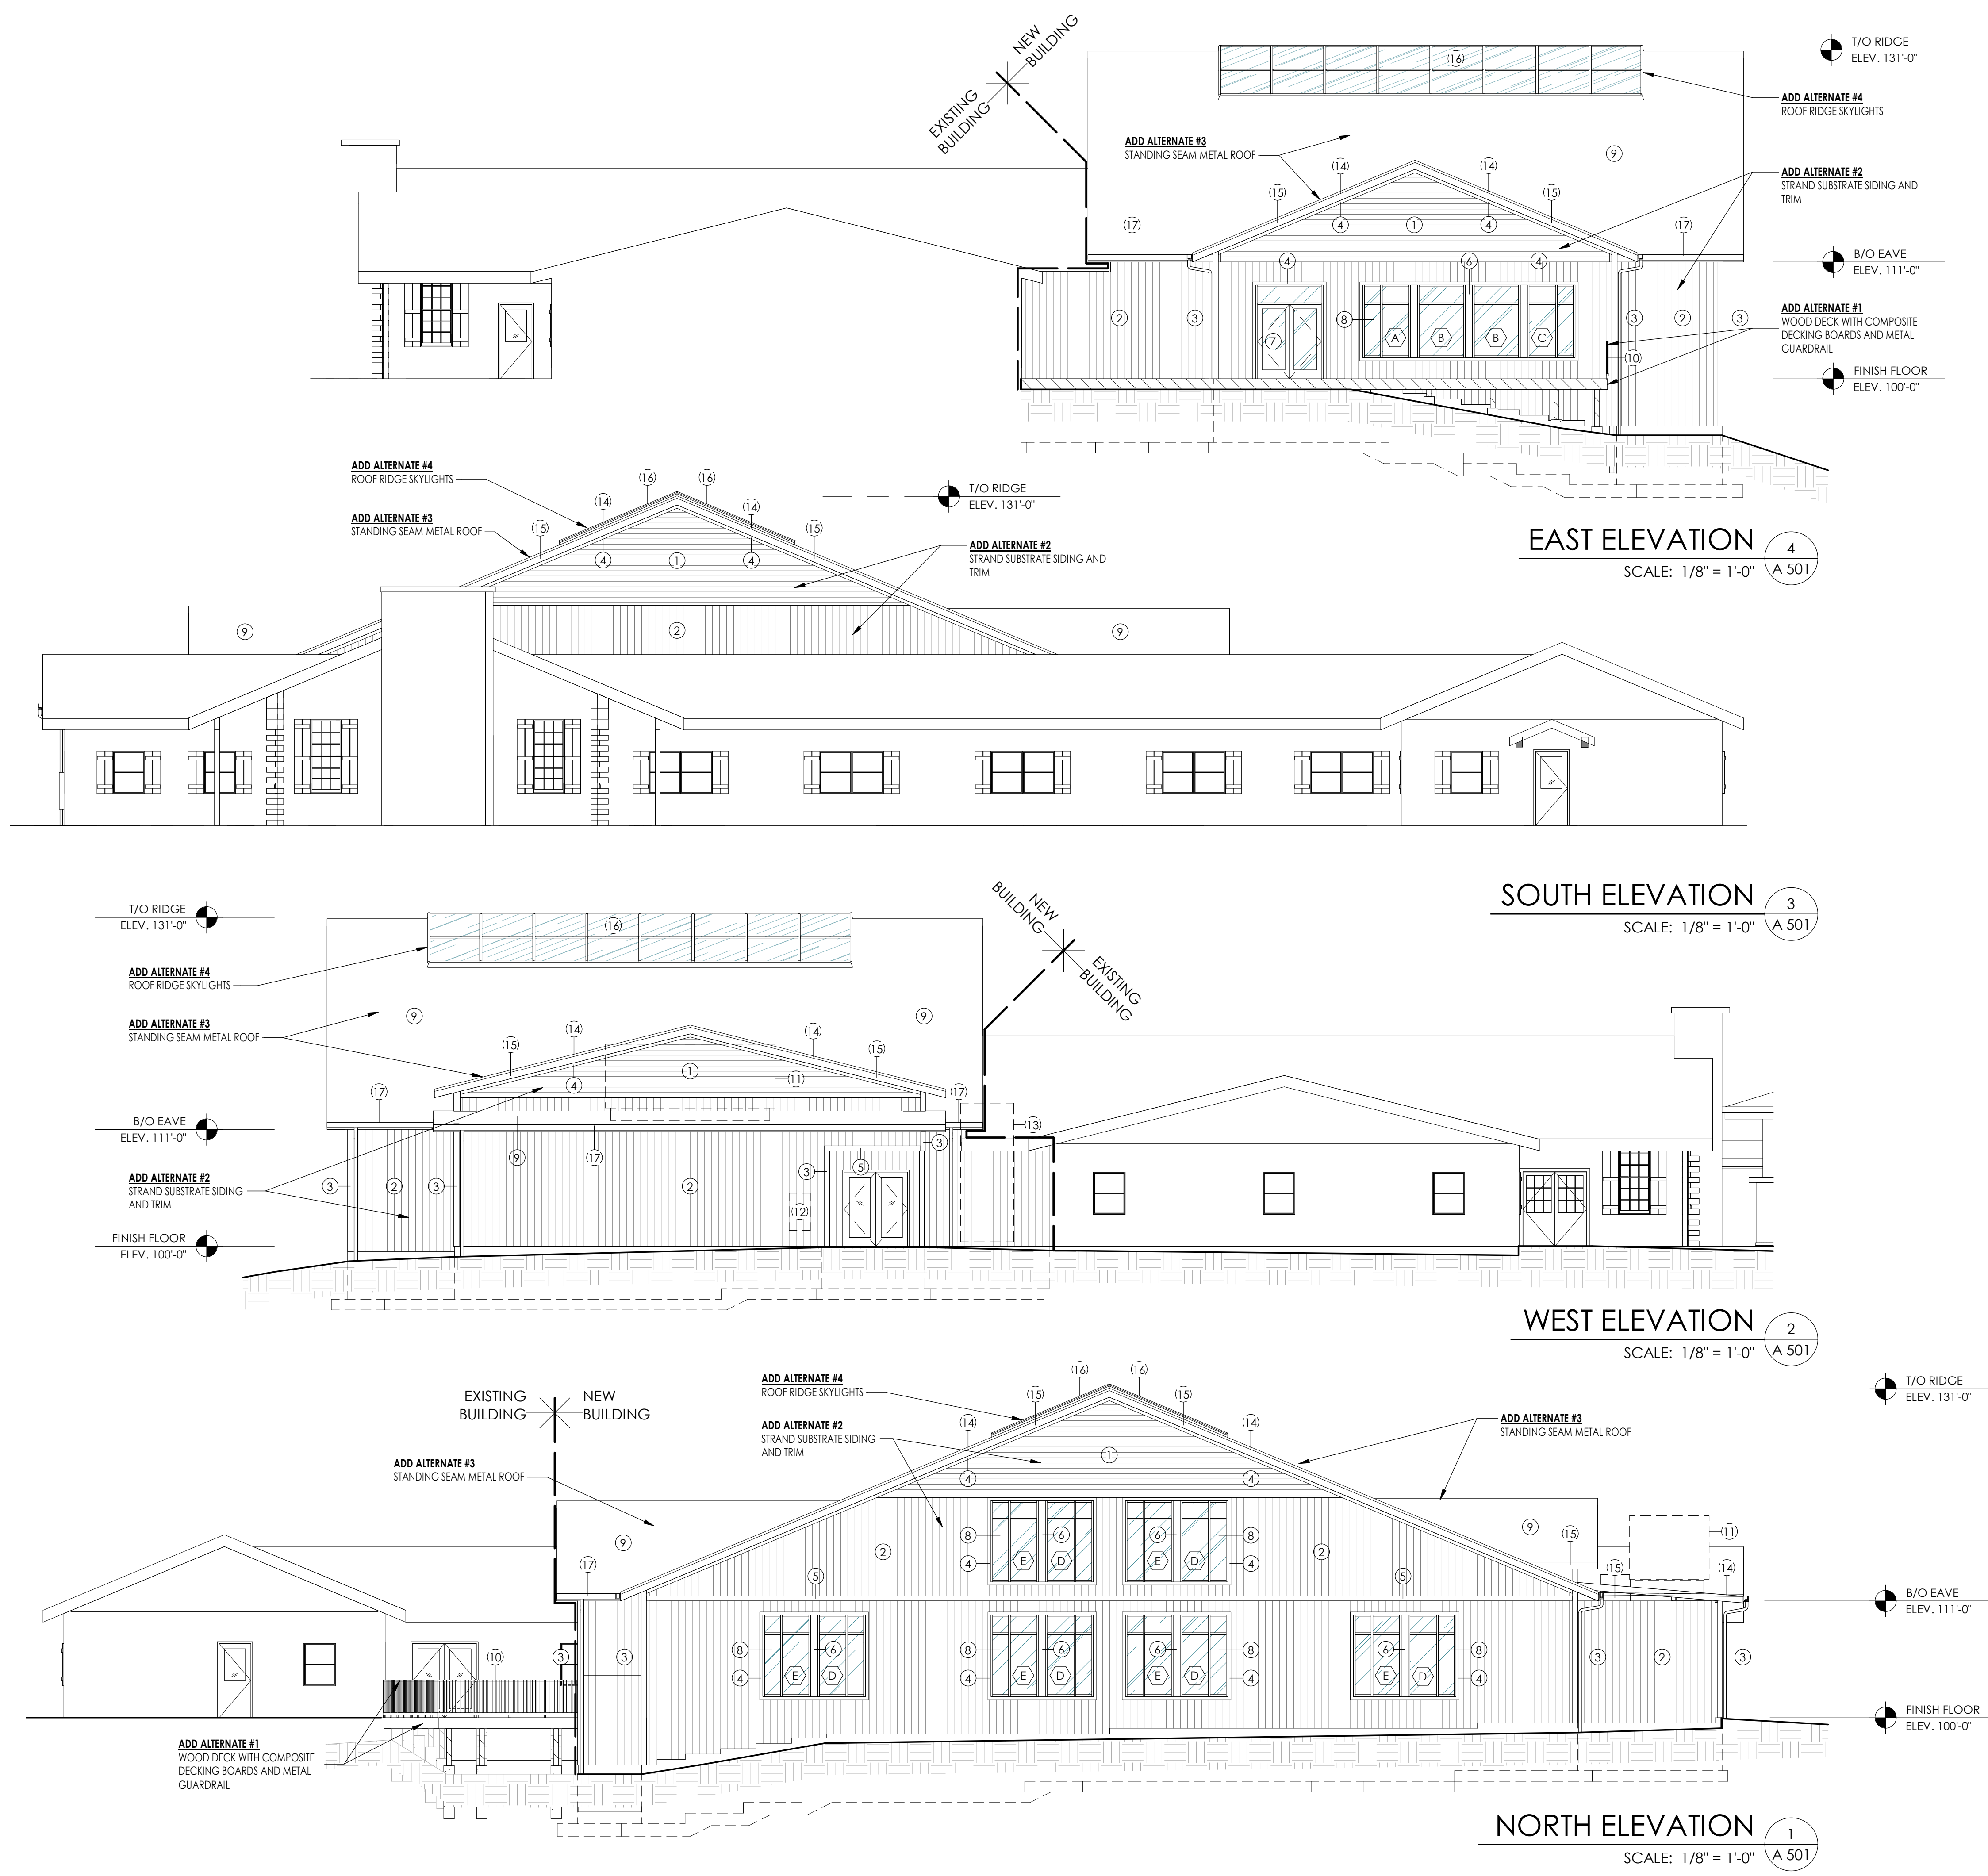 NEW
BUILDING
EXISTING
BUILDING
T/O RIDGE
ELEV. 131'-0"
(16)
ADD ALTERNATE #4
ROOF RIDGE SKYLIGHTS
ADD ALTERNATE #3
STANDING SEAM METAL ROOF
9
(14)
(14)
ADD ALTERNATE #2
STRAND SUBSTRATE SIDING AND
TRIM
(15)
(15)
(17)
4
1
4
(17)
B/O EAVE
ELEV. 111'-0"
4
6
4
ADD ALTERNATE #1
WOOD DECK WITH COMPOSITE
DECKING BOARDS AND METAL
GUARDRAIL
2
3
8
3
2
3
7
A
B
B
C
(10)
FINISH FLOOR
ELEV. 100'-0"
EAST ELEVATION
SCALE: 1/8" = 1'-0"
4
A 501
ADD ALTERNATE #4
ROOF RIDGE SKYLIGHTS
(16)
(16)
T/O RIDGE
ELEV. 131'-0"
(14)
(14)
ADD ALTERNATE #3
STANDING SEAM METAL ROOF
(15)
(15)
ADD ALTERNATE #2
STRAND SUBSTRATE SIDING AND
TRIM
4
1
4
9
2
9
SOUTH ELEVATION
SCALE: 1/8" = 1'-0"
3
A 501
T/O RIDGE
ELEV. 131'-0"
(16)
NEW
BUILDING
EXISTING
BUILDING
ADD ALTERNATE #4
ROOF RIDGE SKYLIGHTS
ADD ALTERNATE #3
STANDING SEAM METAL ROOF
9
9
(14)
(14)
(15)
(15)
1
(11)
4
(17)
(17)
B/O EAVE
ELEV. 111'-0"
(13)
3
9
(17)
5
3
ADD ALTERNATE #2
STRAND SUBSTRATE SIDING
AND TRIM
3
2
3
2
(12)
FINISH FLOOR
ELEV. 100'-0"
WEST ELEVATION
SCALE: 1/8" = 1'-0"
2
A 501
EXISTING
BUILDING
NEW
BUILDING
ADD ALTERNATE #4
ROOF RIDGE SKYLIGHTS
(16)
(16)
T/O RIDGE
ELEV. 131'-0"
(15)
(15)
ADD ALTERNATE #2
STRAND SUBSTRATE SIDING
AND TRIM
(14)
(14)
ADD ALTERNATE #3
STANDING SEAM METAL ROOF
1
ADD ALTERNATE #3
STANDING SEAM METAL ROOF
4
4
9
2
8
6
6
8
2
9
(15)
(11)
4
E
D
E
D
4
(17)
5
5
(15)
(14)
B/O EAVE
ELEV. 111'-0"
(10)
3
3
8
6
8
6
6
8
6
8
3
2
3
4
E
D
4
E
D
E
D
4
E
D
4
FINISH FLOOR
ELEV. 100'-0"
ADD ALTERNATE #1
WOOD DECK WITH COMPOSITE
DECKING BOARDS AND METAL
GUARDRAIL
NORTH ELEVATION
SCALE: 1/8" = 1'-0"
1
A 501